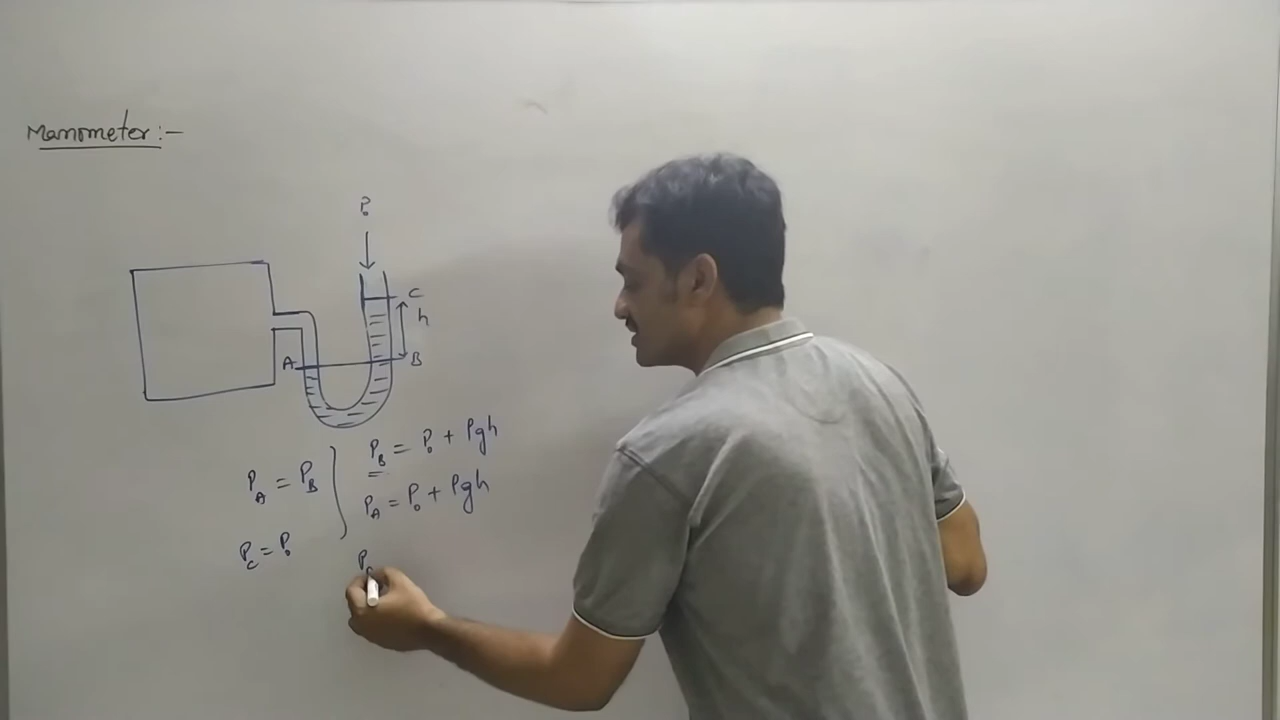 Manometer:-
P₀
C
h
A
B
P_B = P₀ + ρgh
P_A = P_B
P_A = P₀ + ρgh
P_C = P₀
P